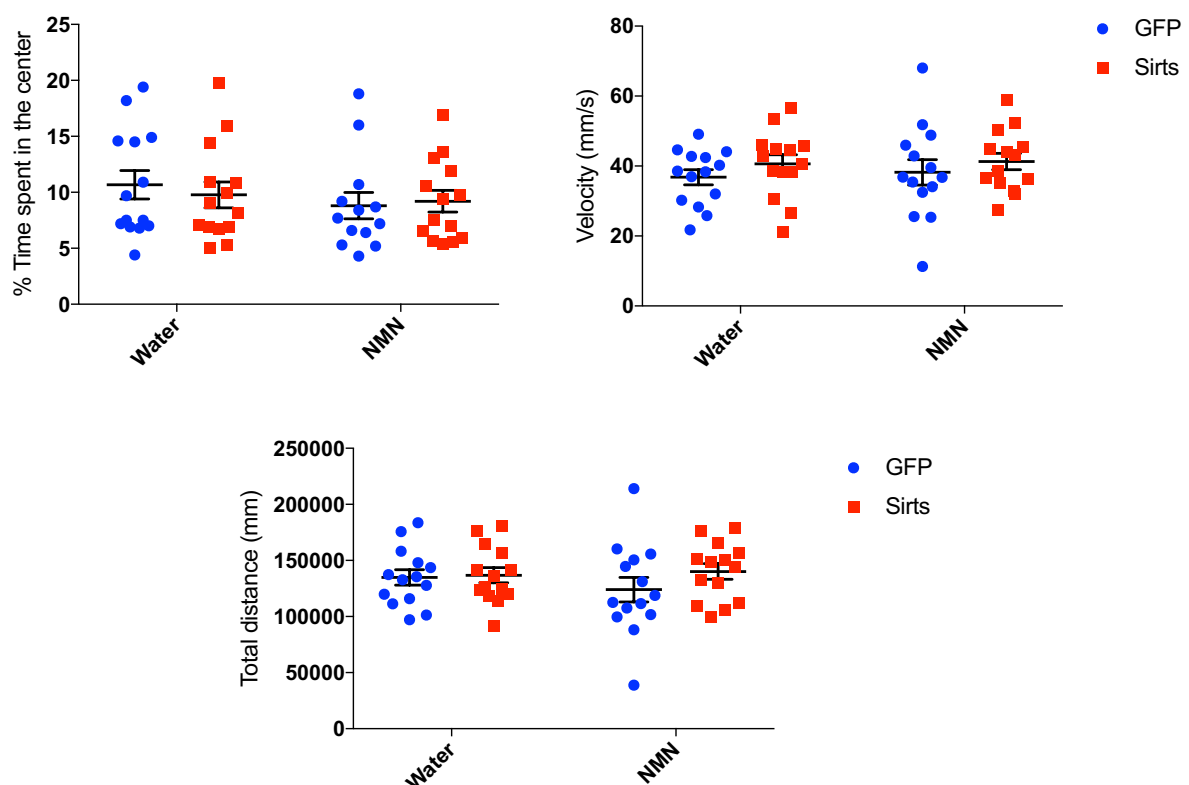 % Time spent in the center
25
20
15
10
5
0
Water
NMN
Velocity (mm/s)
80
60
40
20
0
Water
NMN
GFP
Sirts
Total distance (mm)
250000
200000
150000
100000
50000
0
Water
NMN
GFP
Sirts